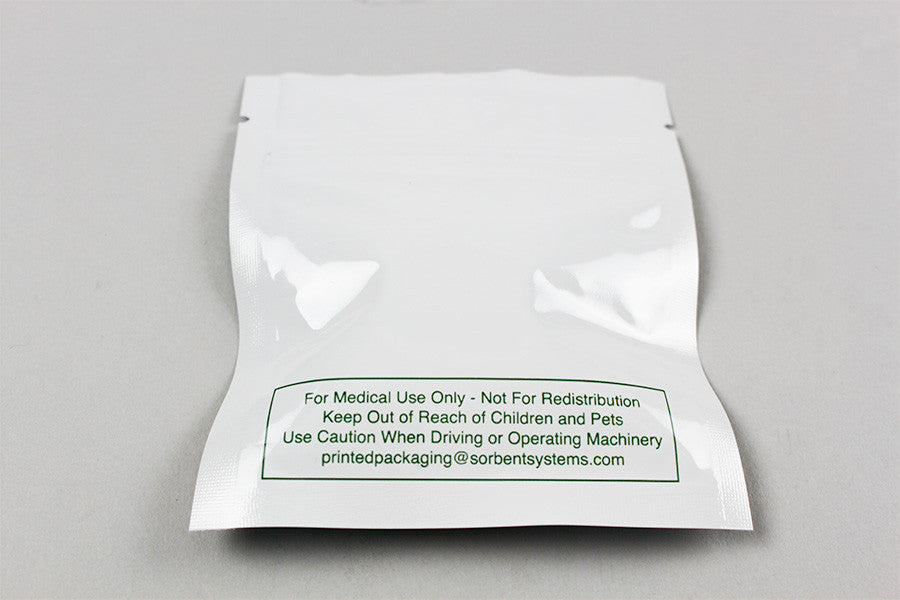 For Medical Use Only - Not For Redistribution
Keep Out of Reach of Children and Pets
Use Caution When Driving or Operating Machinery
printedpackaging@sorbentsystems.com